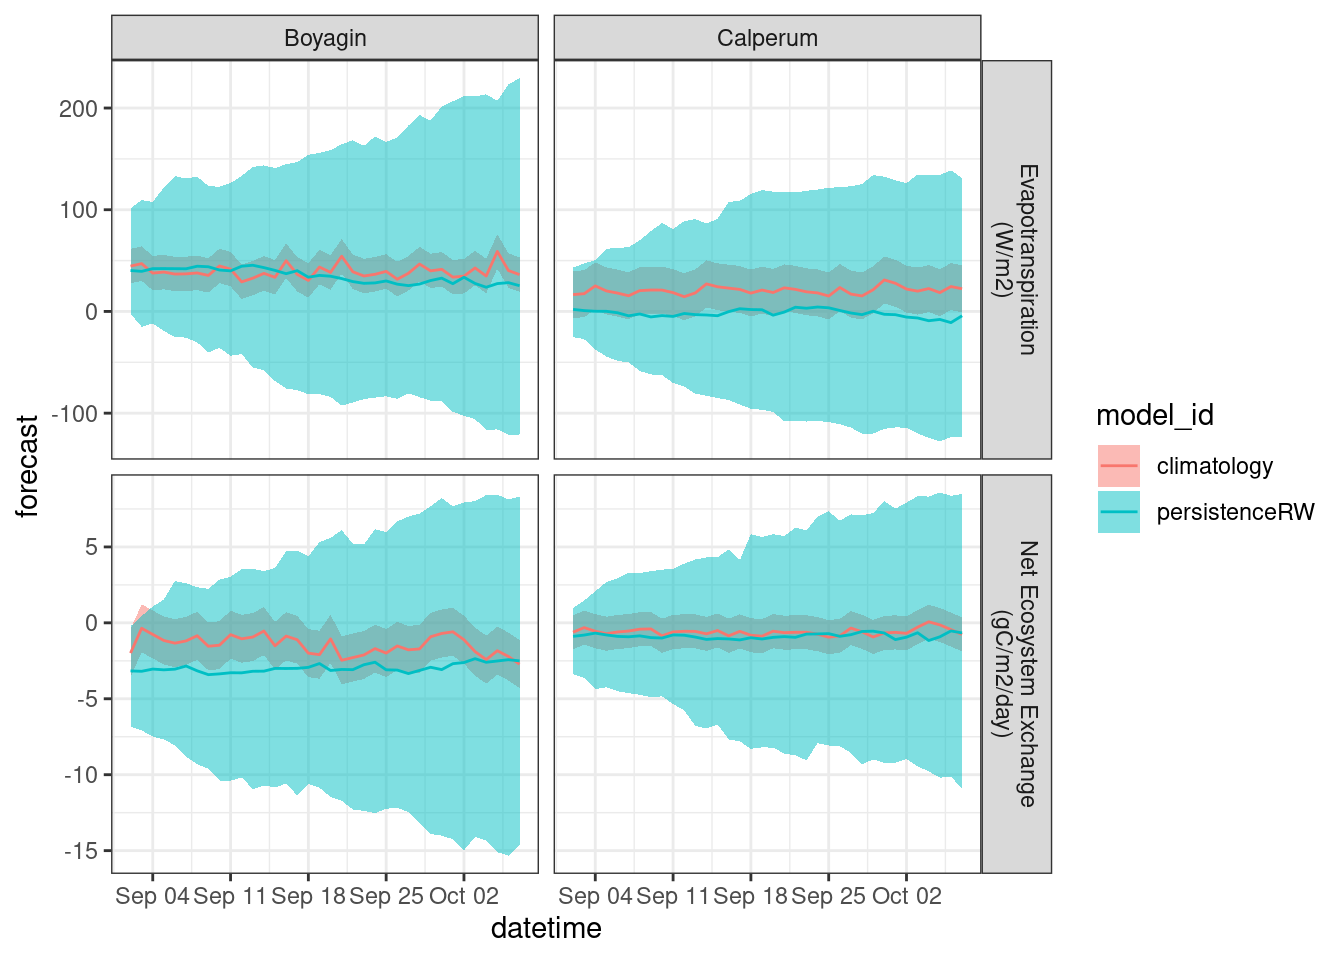 Boyagin
Calperum
200
100
0
-100
Evapotranspiration
(W/m2)
5
0
-5
-10
-15
Net Ecosystem Exchange
(gC/m2/day)
forecast
Sep 04 Sep 11 Sep 18 Sep 25 Oct 02
Sep 04 Sep 11 Sep 18 Sep 25 Oct 02
datetime
model_id
climatology
persistenceRW